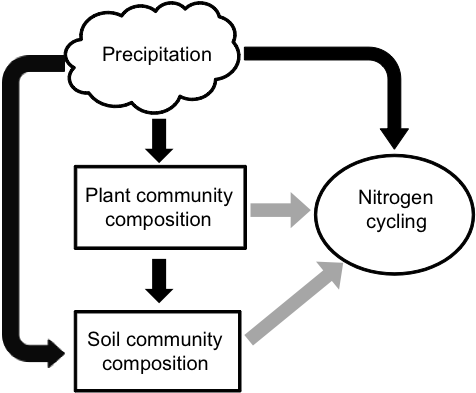 Precipitation
Plant community
composition
Nitrogen
cycling
Soil community
composition